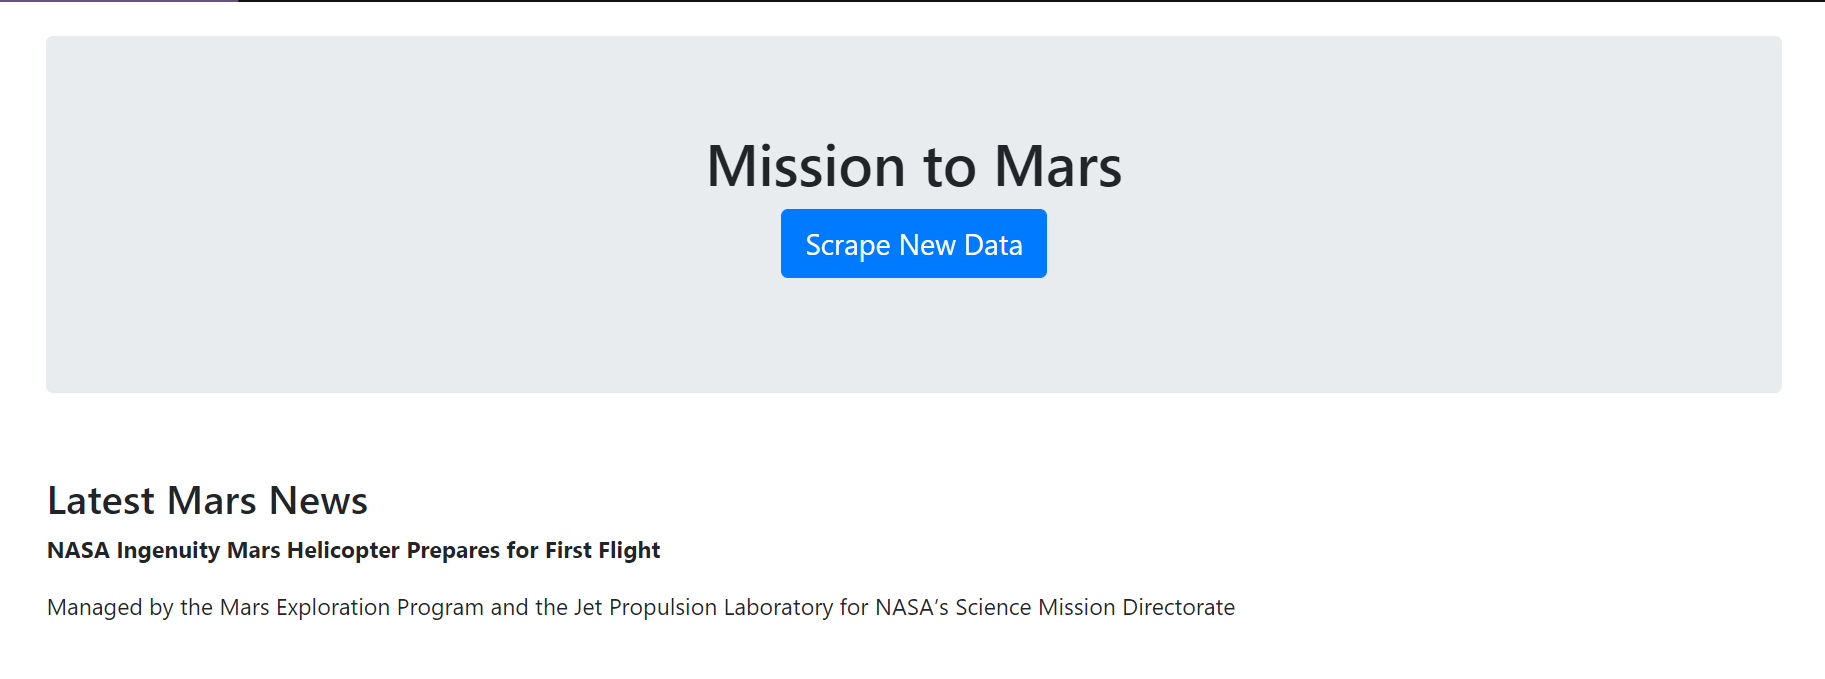 Mission to Mars
Scrape New Data
Latest Mars News
NASA Ingenuity Mars Helicopter Prepares for First Flight
Managed by the Mars Exploration Program and the Jet Propulsion Laboratory for NASA’s Science Mission Directorate